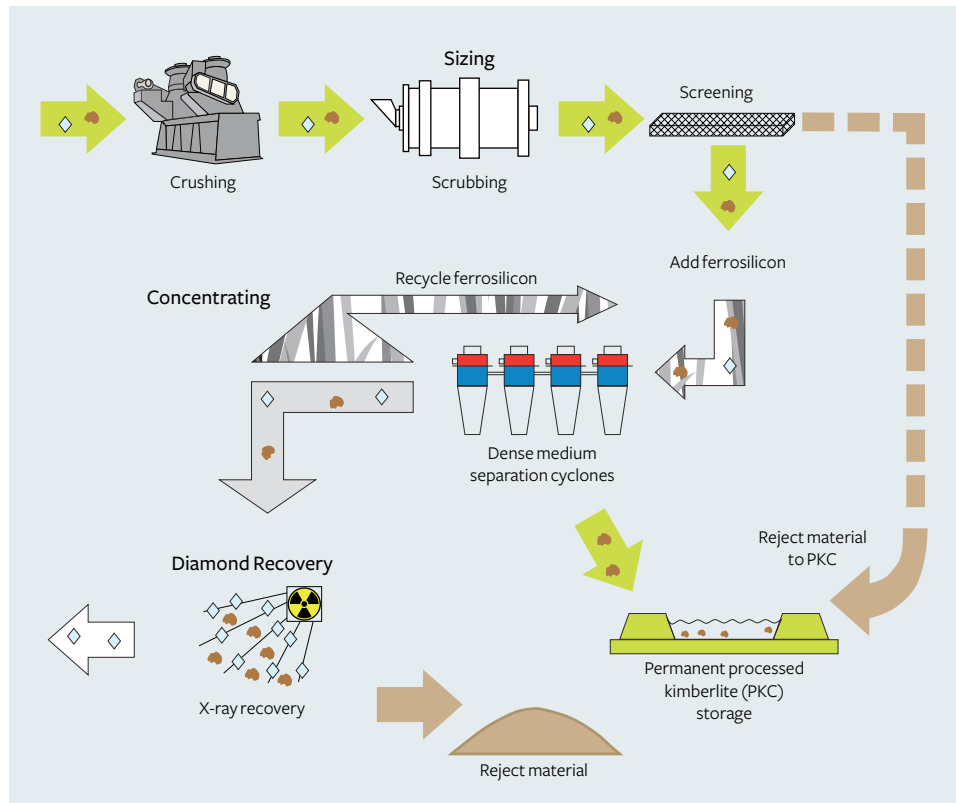 Sizing
Crushing
Scrubbing
Screening
Add ferrosilicon
Concentrating
Recycle ferrosilicon
Dense medium
separation cyclones
Reject material
to PKC
Diamond Recovery
X-ray recovery
Permanent processed
kimberlite (PKC)
storage
Reject material